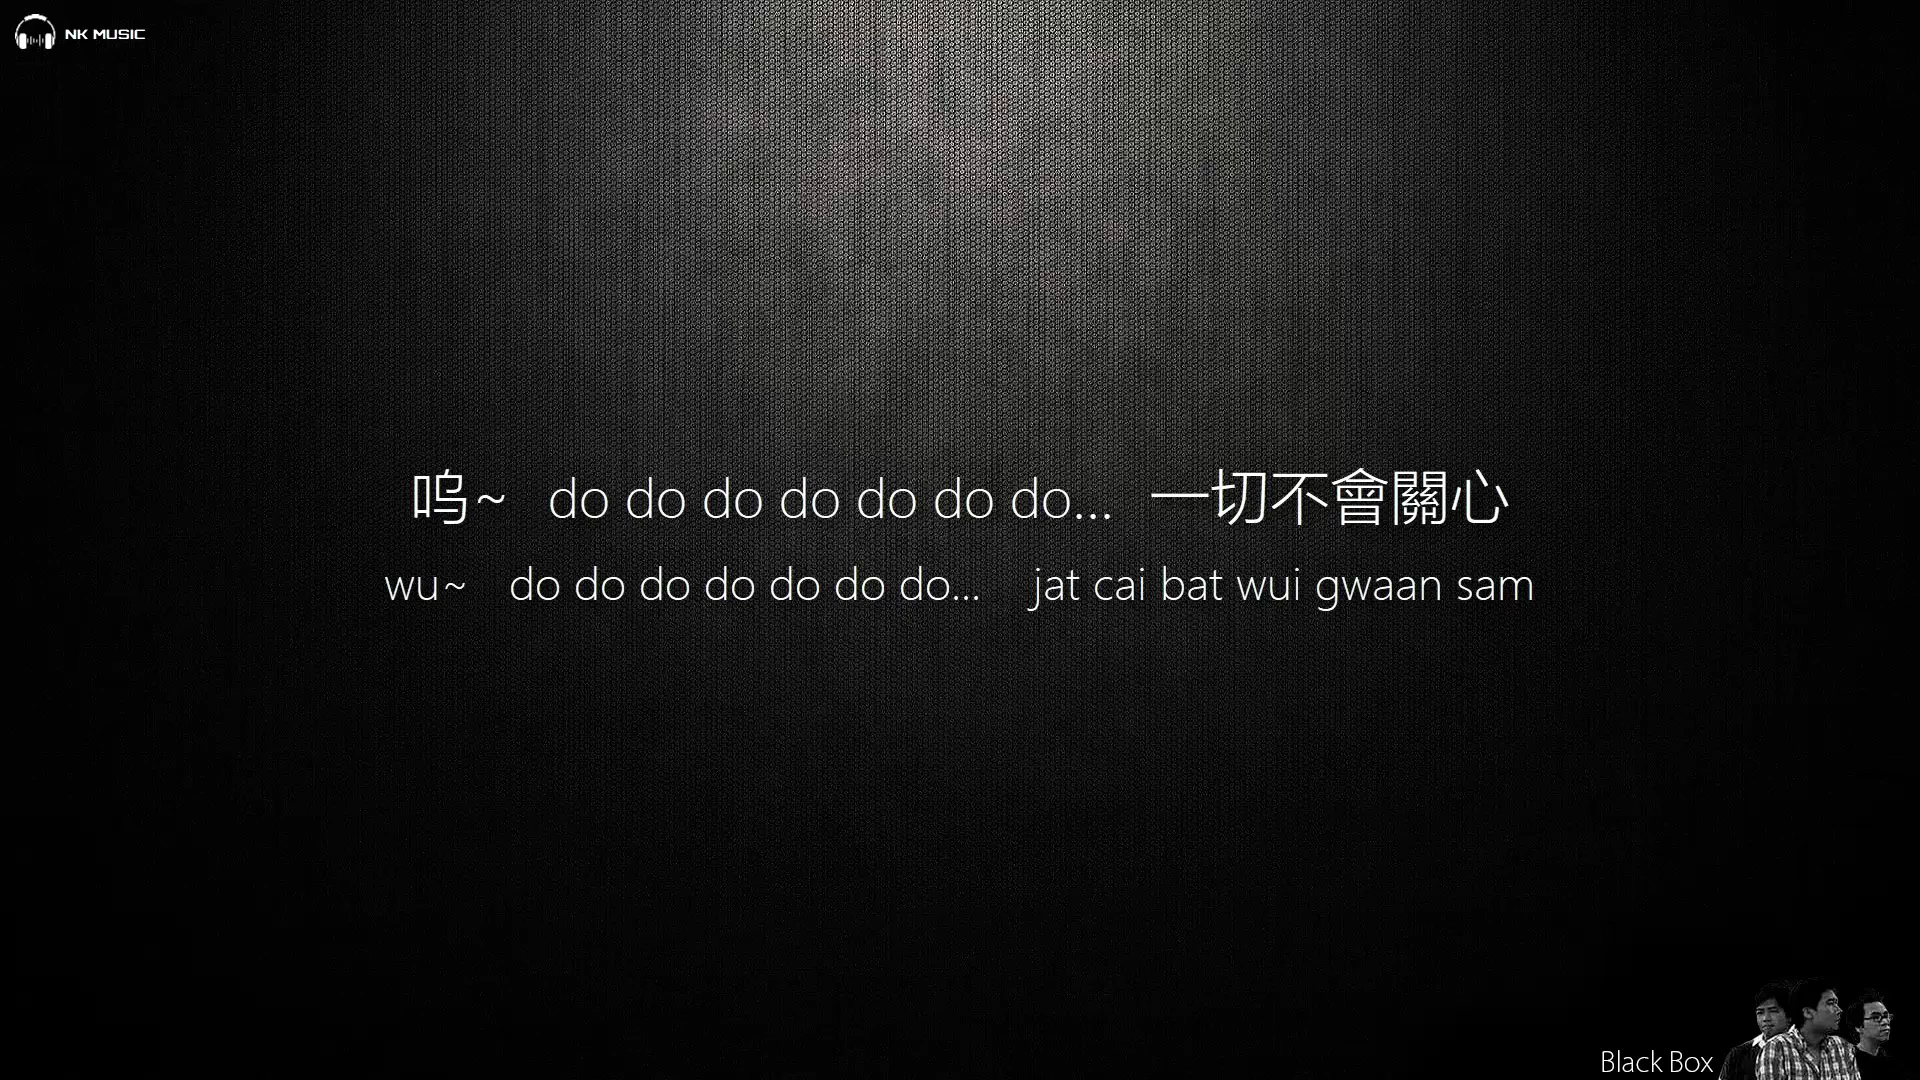 NK MUSIC
呜~ do do do do do do do... 一切不會關心
wu~ do do do do do do do... jat cai bat wui gwaan sam
Black Box